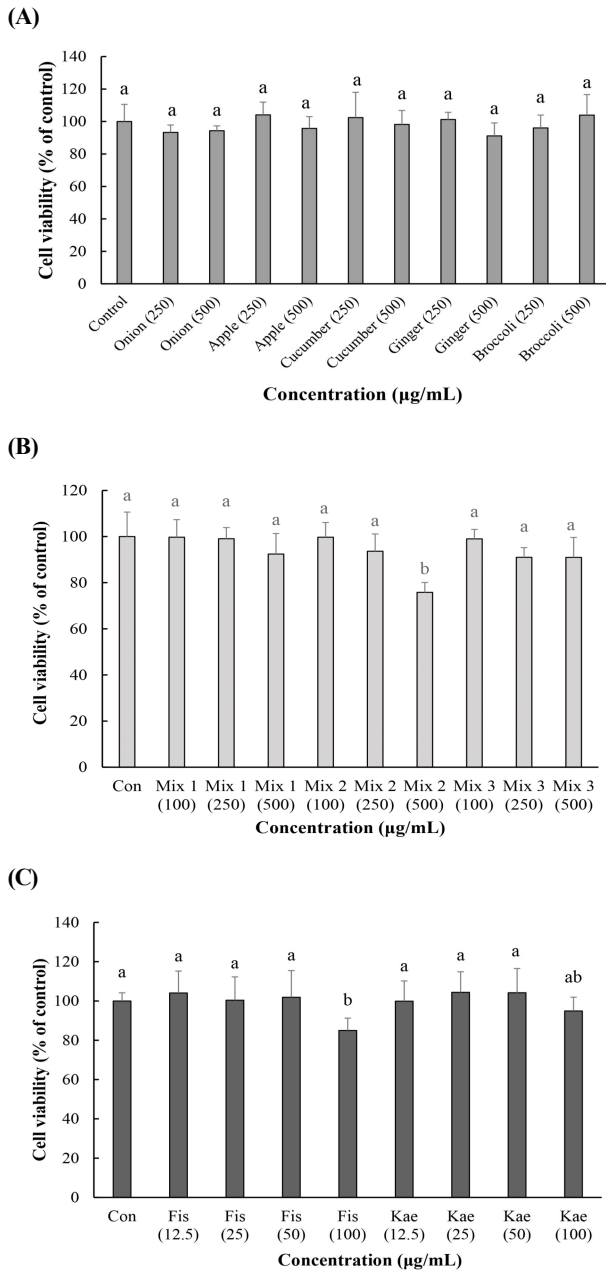 (A)
Cell viability (% of control)
140
120
100
80
60
40
20
0
a a a a a a a a a a a
Control Onion (250) Onion (500) Apple (250) Apple (500) Cucumber (250) Cucumber (500) Ginger (250) Ginger (500) Broccoli (250) Broccoli (500)
Concentration (μg/mL)
(B)
Cell viability (% of control)
120
100
80
60
40
20
0
a a a a a a b a a a
Con Mix 1 Mix 1 Mix 1 Mix 2 Mix 2 Mix 2 Mix 3 Mix 3 Mix 3
(100) (250) (500) (100) (250) (500) (100) (250) (500)
Concentration (μg/mL)
(C)
Cell viability (% of control)
140
120
100
80
60
40
20
0
a a a a b a a a ab
Con Fis Fis Fis Fis Kae Kae Kae Kae
(12.5) (25) (50) (100) (12.5) (25) (50) (100)
Concentration (μg/mL)